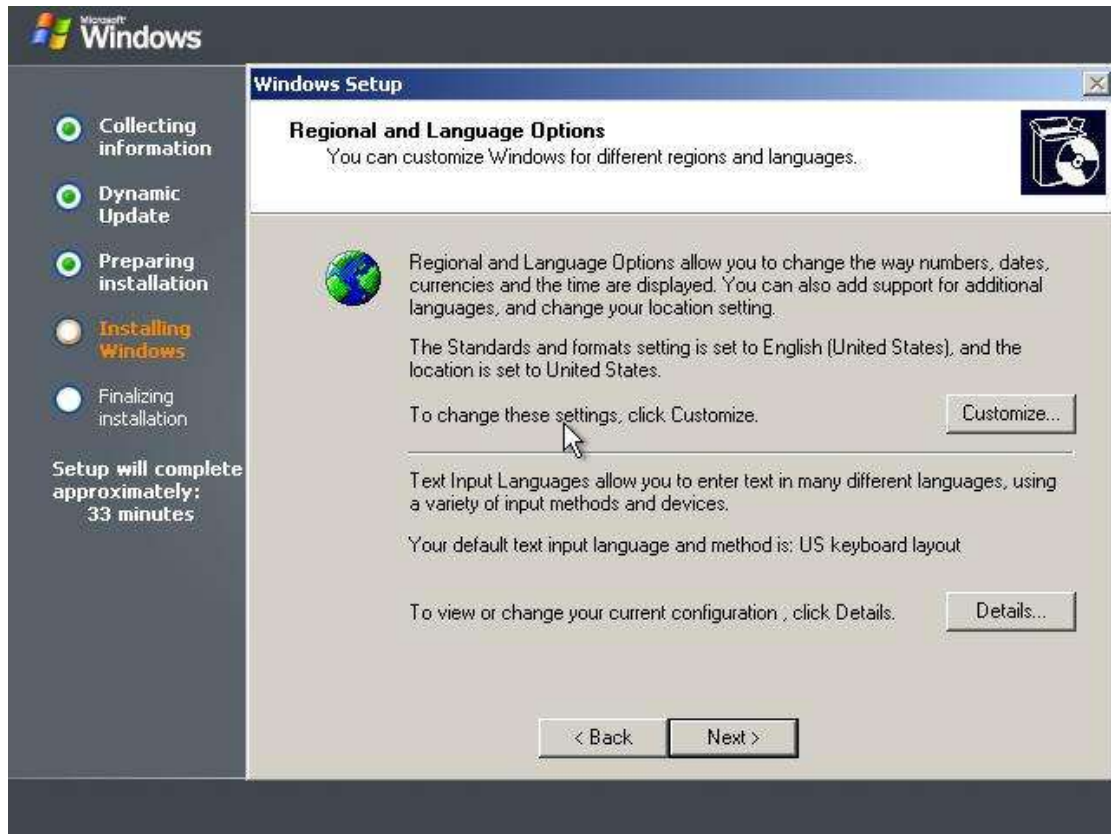 Microsoft
Windows
Collecting
information
Dynamic
Update
Preparing
installation
Installing
Windows
Finalizing
installation
Setup will complete
approximately:
33 minutes
Windows Setup
Regional and Language Options
You can customize Windows for different regions and languages.
Regional and Language Options allow you to change the way numbers, dates,
currencies and the time are displayed. You can also add support for additional
languages, and change your location setting.
The Standards and formats setting is set to English (United States), and the
location is set to United States.
To change these settings, click Customize.
Customize...
Text Input Languages allow you to enter text in many different languages, using
a variety of input methods and devices.
Your default text input language and method is: US keyboard layout
To view or change your current configuration , click Details.
Details...
< Back
Next >